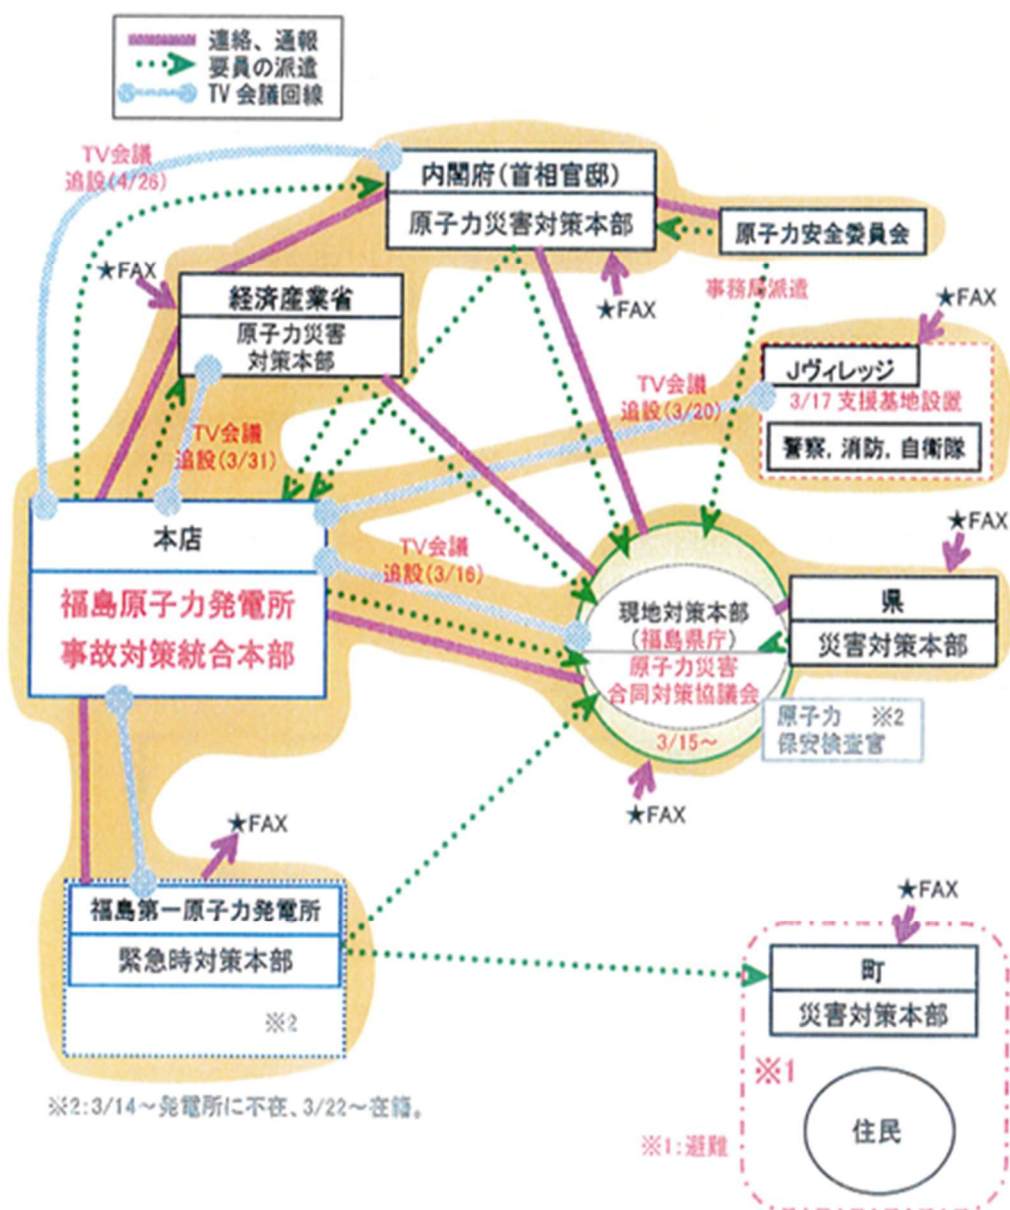 連絡、通報
要員の派遣
TV会議回線
TV会議
追設(4/26)
内閣府(首相官邸)
原子力災害対策本部
原子力安全委員会
★FAX
経済産業省
原子力災害
対策本部
★FAX
事務局派遣
★FAX
Jヴィレッジ
3/17 支援基地設置
警察,消防,自衛隊
TV会議
追設(3/20)
TV会議
追設(3/31)
本店
福島原子力発電所
事故対策統合本部
TV会議
追設(3/16)
★FAX
現地対策本部
(福島県庁)
原子力災害
合同対策協議会
3/15~
県
災害対策本部
原子力 ※2
保安検査官
★FAX
★FAX
福島第一原子力発電所
緊急時対策本部
※2
★FAX
町
災害対策本部
※1
住民
※2:3/14~発電所に不在、3/22~在籍。
※1:避難